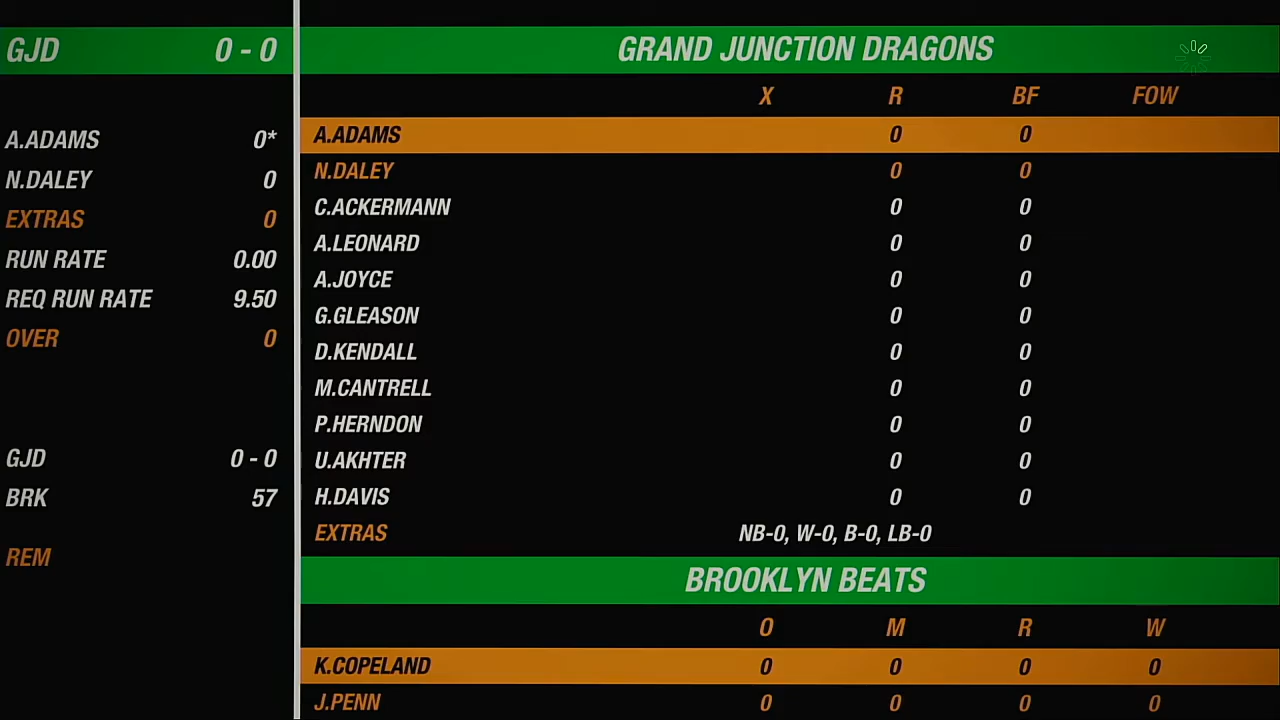 GJD 0 - 0
A.ADAMS 0*
N.DALEY 0
EXTRAS 0
RUN RATE 0.00
REQ RUN RATE 9.50
OVER 0
GJD 0 - 0
BRK 57
REM
GRAND JUNCTION DRAGONS
X R BF FOW
A.ADAMS 0 0
N.DALEY 0 0
C.ACKERMANN 0 0
A.LEONARD 0 0
A.JOYCE 0 0
G.GLEASON 0 0
D.KENDALL 0 0
M.CANTRELL 0 0
P.HERNDON 0 0
U.AKHTER 0 0
H.DAVIS 0 0
EXTRAS NB-0, W-0, B-0, LB-0
BROOKLYN BEATS
O M R W
K.COPELAND 0 0 0 0
J.PENN 0 0 0 0